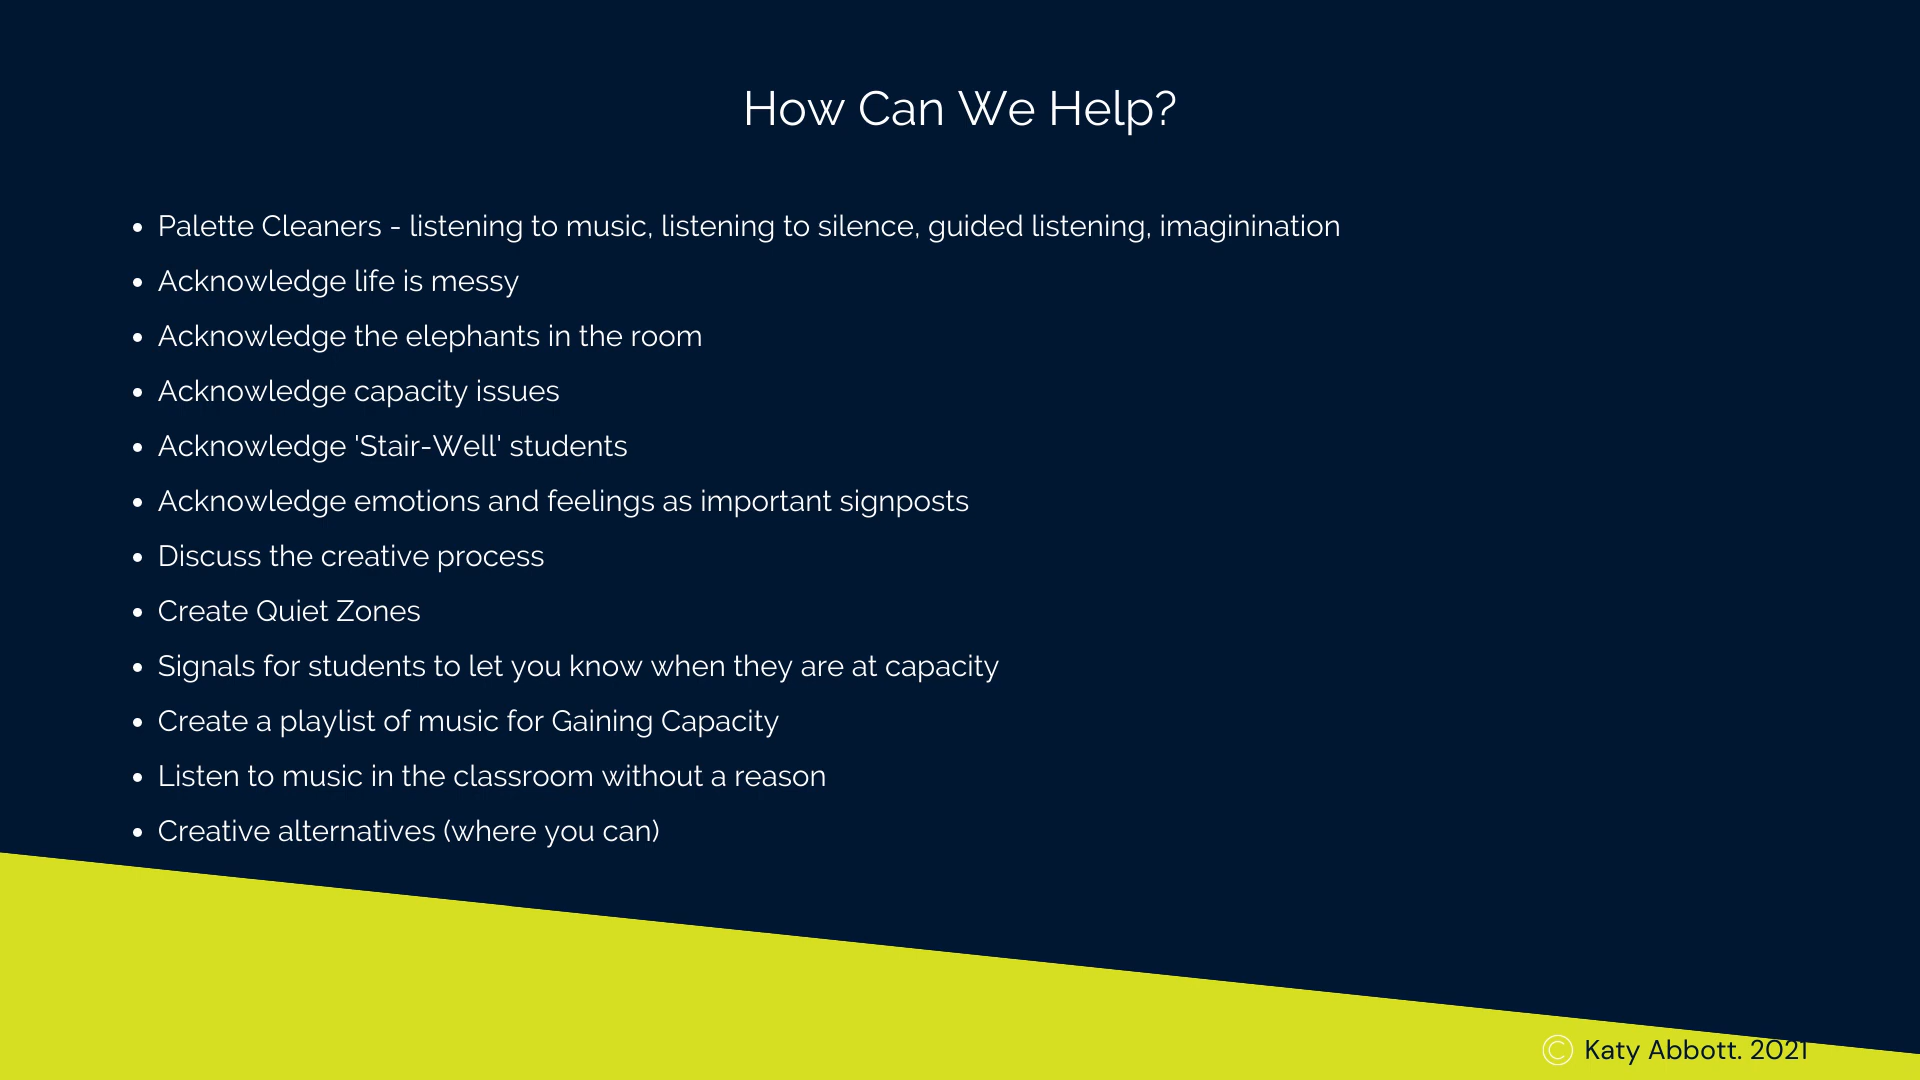 How Can We Help?
• Palette Cleaners - listening to music, listening to silence, guided listening, imaginination
• Acknowledge life is messy
• Acknowledge the elephants in the room
• Acknowledge capacity issues
• Acknowledge 'Stair-Well' students
• Acknowledge emotions and feelings as important signposts
• Discuss the creative process
• Create Quiet Zones
• Signals for students to let you know when they are at capacity
• Create a playlist of music for Gaining Capacity
• Listen to music in the classroom without a reason
• Creative alternatives (where you can)
© Katy Abbott. 2021